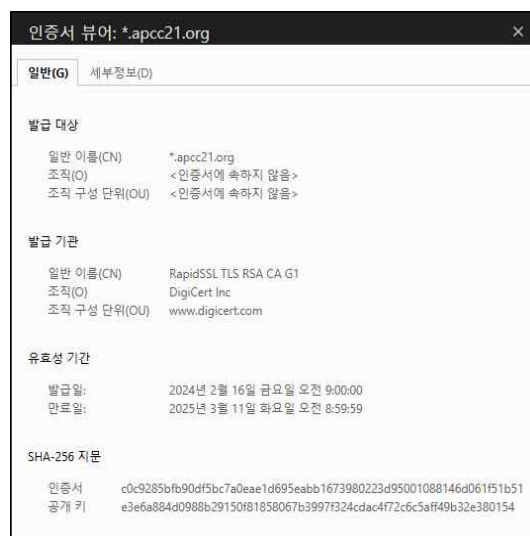 인증서 뷰어: *.apcc21.org
일반(G) 세부정보(D)
발급 대상
일반 이름(CN) *.apcc21.org
조직(O) <인증서에 속하지 않음>
조직 구성 단위(OU) <인증서에 속하지 않음>
발급 기관
일반 이름(CN) RapidSSL TLS RSA CA G1
조직(O) DigiCert Inc
조직 구성 단위(OU) www.digicert.com
유효성 기간
발급일: 2024년 2월 16일 금요일 오전 9:00:00
만료일: 2025년 3월 11일 화요일 오전 8:59:59
SHA-256 지문
인증서 c0c9285bfb90df5bc7a0eae1d695eabb1673980223d95001088146d061f51b51
공개 키 e3e6a884d0988b29150f81858067b3997f324cdac4f72c6c5aff49b32e380154